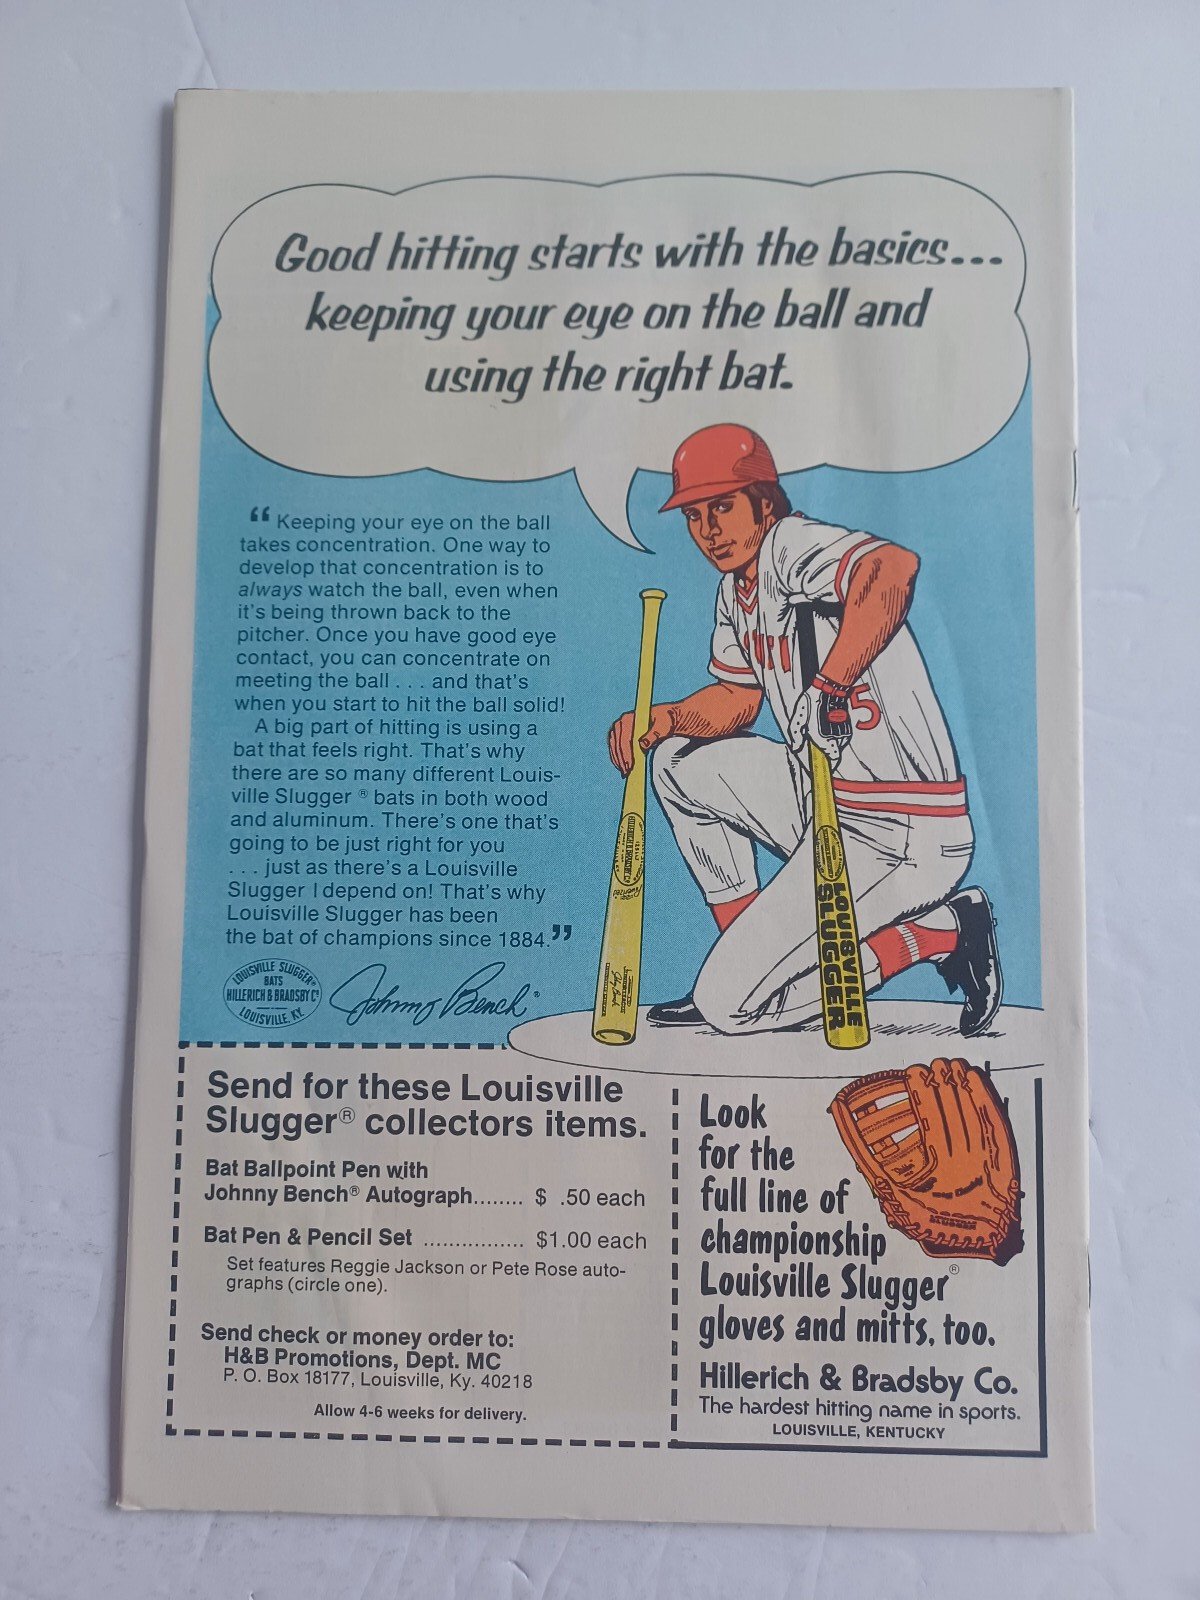 Good hitting starts with the basics...
keeping your eye on the ball and
using the right bat.
“ Keeping your eye on the ball
takes concentration. One way to
develop that concentration is to
always watch the ball, even when
it's being thrown back to the
pitcher. Once you have good eye
contact, you can concentrate on
meeting the ball . . . and that's
when you start to hit the ball solid!
A big part of hitting is using a
bat that feels right. That's why
there are so many different Louis-
ville Slugger ® bats in both wood
and aluminum. There's one that's
going to be just right for you
. . . just as there's a Louisville
Slugger I depend on! That's why
Louisville Slugger has been
the bat of champions since 1884.”
LOUISVILLE SLUGGER®
BATS
HILLERICH & BRADSBY Cº
LOUISVILLE, KY.
Johnny Bench ®
5
LOUISVILLE
SLUGGER
Send for these Louisville
Slugger® collectors items.
Bat Ballpoint Pen with
Johnny Bench® Autograph........ $ .50 each
Bat Pen & Pencil Set ................ $1.00 each
Set features Reggie Jackson or Pete Rose auto-
graphs (circle one).
Send check or money order to:
H&B Promotions, Dept. MC
P. O. Box 18177, Louisville, Ky. 40218
Allow 4-6 weeks for delivery.
Look
for the
full line of
championship
Louisville Slugger®
gloves and mitts, too.
Hillerich & Bradsby Co.
The hardest hitting name in sports.
LOUISVILLE, KENTUCKY